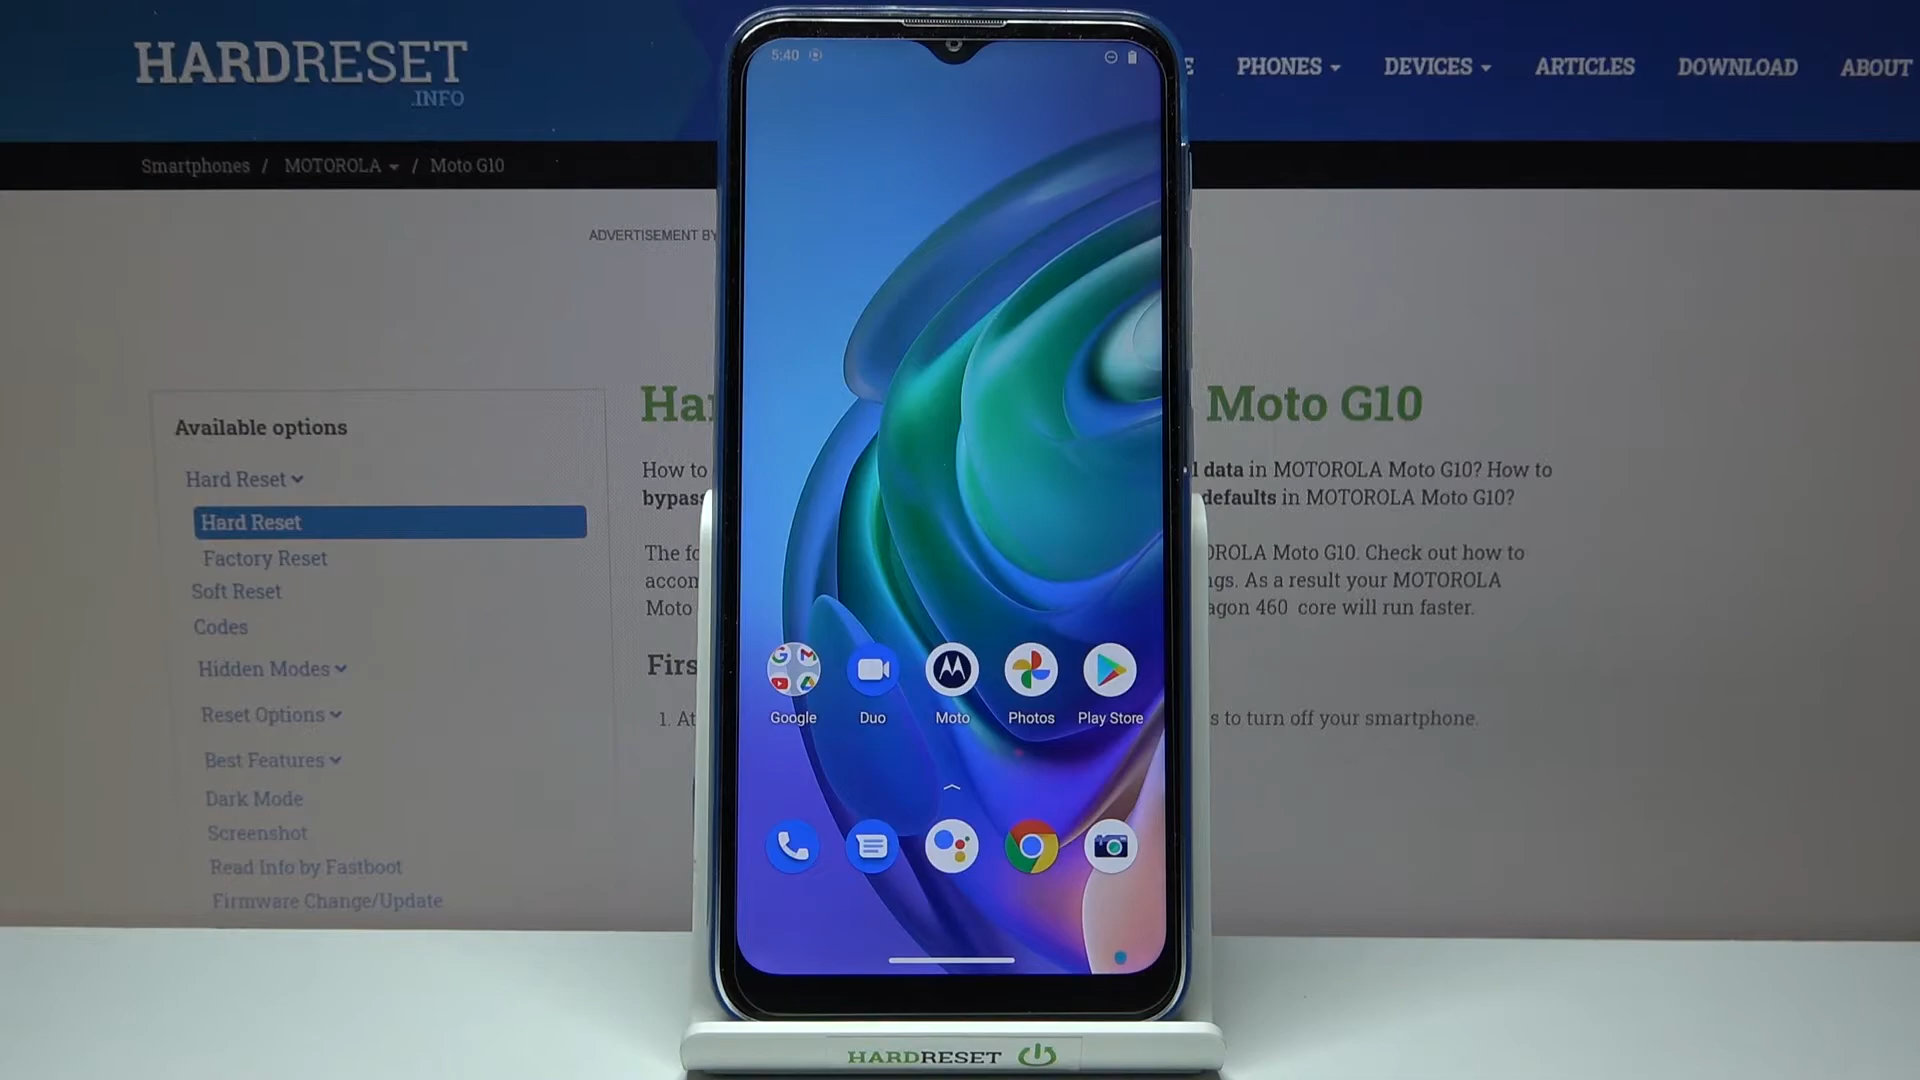 HARDRESET
.INFO
PHONES
DEVICES
ARTICLES
DOWNLOAD
ABOUT
Smartphones / MOTOROLA / Moto G10
ADVERTISEMENT BY
5:40
Available options
Hard Reset
Hard Reset
Factory Reset
Soft Reset
Codes
Hidden Modes
Reset Options
Best Features
Dark Mode
Screenshot
Read Info by Fastboot
Firmware Change/Update
Moto G10
How to data in MOTOROLA Moto G10? How to
bypass defaults in MOTOROLA Moto G10?
The Moto G10. Check out how to
As a result your MOTOROLA
Moto 460 core will run faster.
1. to turn off your smartphone.
Google
Duo
Moto
Photos
Play Store
HARDRESET